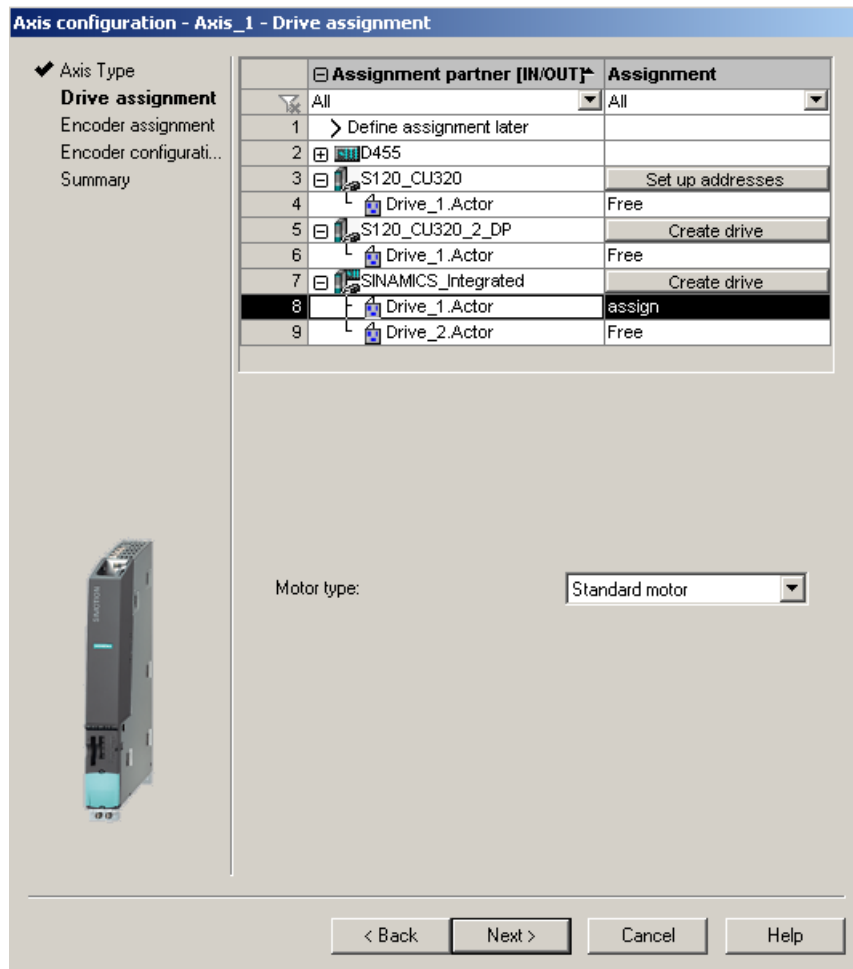 Axis configuration - Axis_1 - Drive assignment
Axis Type
Drive assignment
Encoder assignment
Encoder configurati...
Summary
Assignment partner [IN/OUT] Assignment
All All
1 Define assignment later
2 D455
3 S120_CU320 Set up addresses
4 Drive_1.Actor Free
5 S120_CU320_2_DP Create drive
6 Drive_1.Actor Free
7 SINAMICS_Integrated Create drive
8 Drive_1.Actor assign
9 Drive_2.Actor Free
SIMOTION
Motor type: Standard motor
< Back Next > Cancel Help